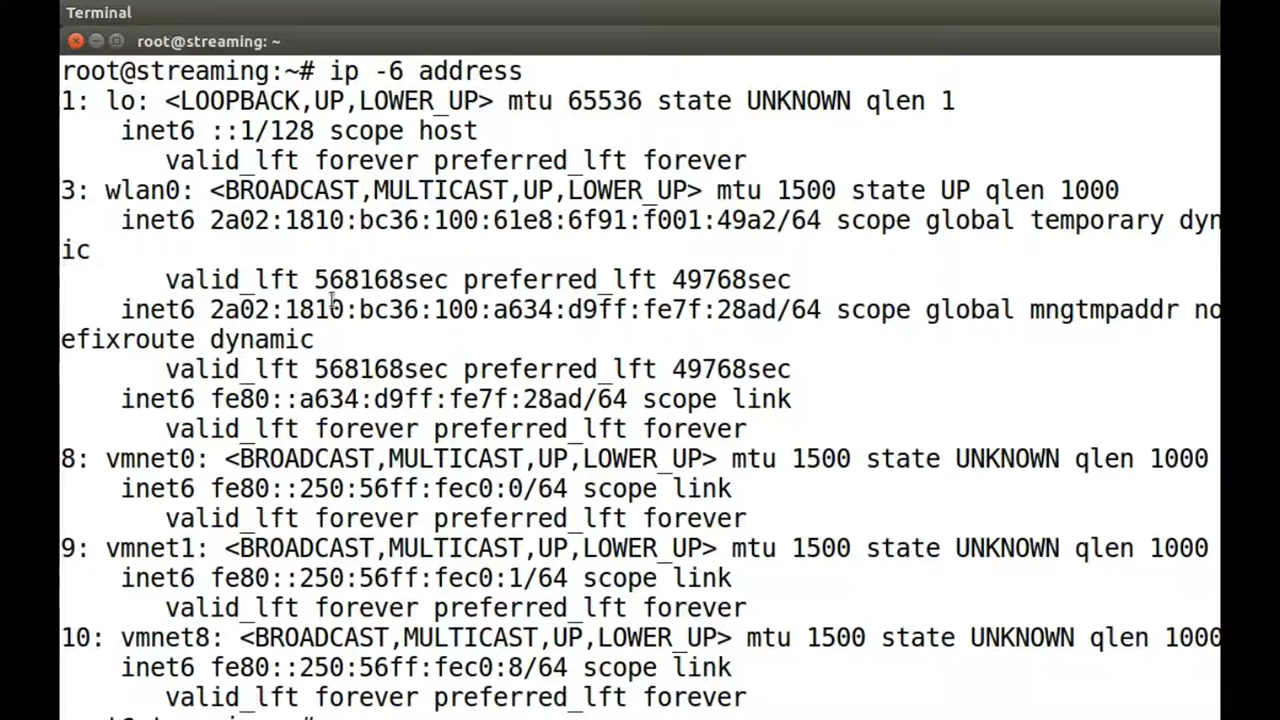 Terminal
root@streaming: ~
root@streaming:~# ip -6 address
1: lo: <LOOPBACK,UP,LOWER_UP> mtu 65536 state UNKNOWN qlen 1
inet6 ::1/128 scope host
valid_lft forever preferred_lft forever
3: wlan0: <BROADCAST,MULTICAST,UP,LOWER_UP> mtu 1500 state UP qlen 1000
inet6 2a02:1810:bc36:100:61e8:6f91:f001:49a2/64 scope global temporary dyn
ic
valid_lft 568168sec preferred_lft 49768sec
inet6 2a02:1810:bc36:100:a634:d9ff:fe7f:28ad/64 scope global mngtmpaddr no
efixroute dynamic
valid_lft 568168sec preferred_lft 49768sec
inet6 fe80::a634:d9ff:fe7f:28ad/64 scope link
valid_lft forever preferred_lft forever
8: vmnet0: <BROADCAST,MULTICAST,UP,LOWER_UP> mtu 1500 state UNKNOWN qlen 1000
inet6 fe80::250:56ff:fec0:0/64 scope link
valid_lft forever preferred_lft forever
9: vmnet1: <BROADCAST,MULTICAST,UP,LOWER_UP> mtu 1500 state UNKNOWN qlen 1000
inet6 fe80::250:56ff:fec0:1/64 scope link
valid_lft forever preferred_lft forever
10: vmnet8: <BROADCAST,MULTICAST,UP,LOWER_UP> mtu 1500 state UNKNOWN qlen 1000
inet6 fe80::250:56ff:fec0:8/64 scope link
valid_lft forever preferred_lft forever